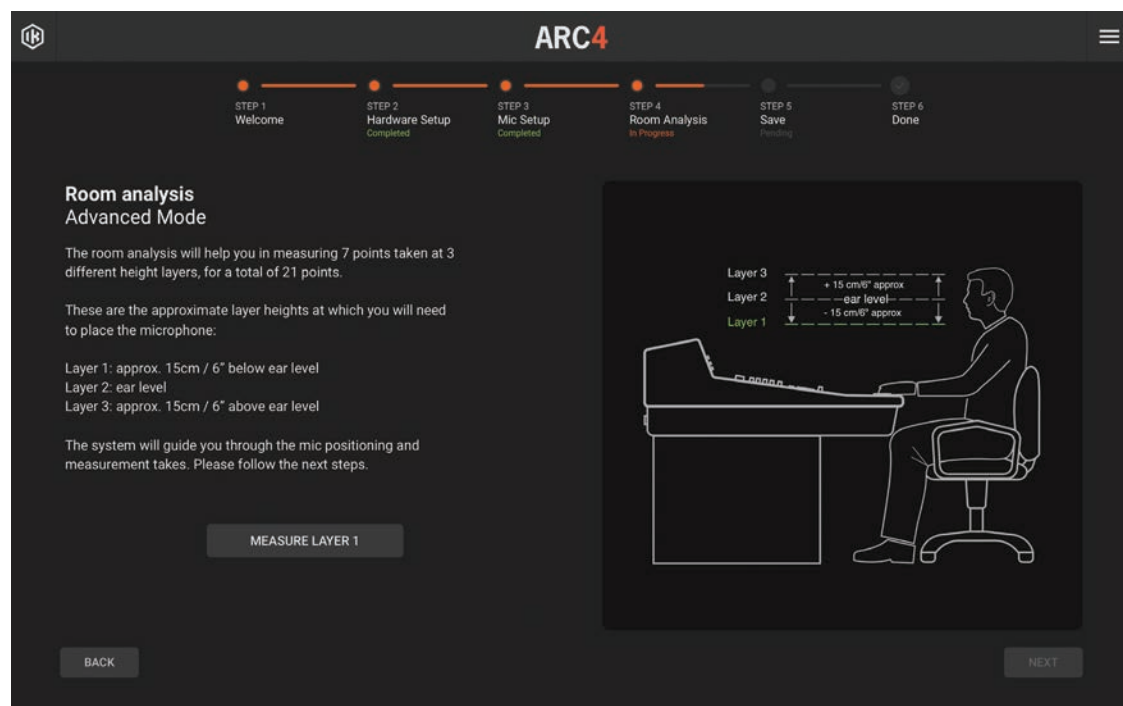 ARC4
STEP 1
Welcome
STEP 2
Hardware Setup
Completed
STEP 3
Mic Setup
Completed
STEP 4
Room Analysis
In Progress
STEP 5
Save
Pending
STEP 6
Done
Room analysis
Advanced Mode
The room analysis will help you in measuring 7 points taken at 3
different height layers, for a total of 21 points.
These are the approximate layer heights at which you will need
to place the microphone:
Layer 1: approx. 15cm / 6” below ear level
Layer 2: ear level
Layer 3: approx. 15cm / 6” above ear level
The system will guide you through the mic positioning and
measurement takes. Please follow the next steps.
MEASURE LAYER 1
Layer 3
+ 15 cm/6" approx
Layer 2
ear level
- 15 cm/6" approx
Layer 1
BACK
NEXT